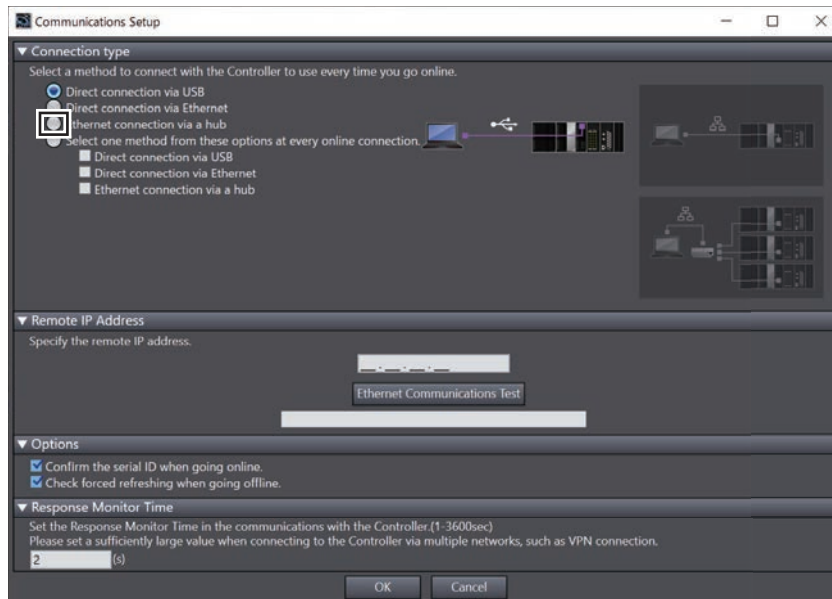 Communications Setup
▼ Connection type
Select a method to connect with the Controller to use every time you go online.
Direct connection via USB
Direct connection via Ethernet
Ethernet connection via a hub
Select one method from these options at every online connection.
Direct connection via USB
Direct connection via Ethernet
Ethernet connection via a hub
▼ Remote IP Address
Specify the remote IP address.
__.__.__.__
Ethernet Communications Test
▼ Options
Confirm the serial ID when going online.
Check forced refreshing when going offline.
▼ Response Monitor Time
Set the Response Monitor Time in the communications with the Controller.(1-3600sec)
Please set a sufficiently large value when connecting to the Controller via multiple networks, such as VPN connection.
2 (s)
OK Cancel